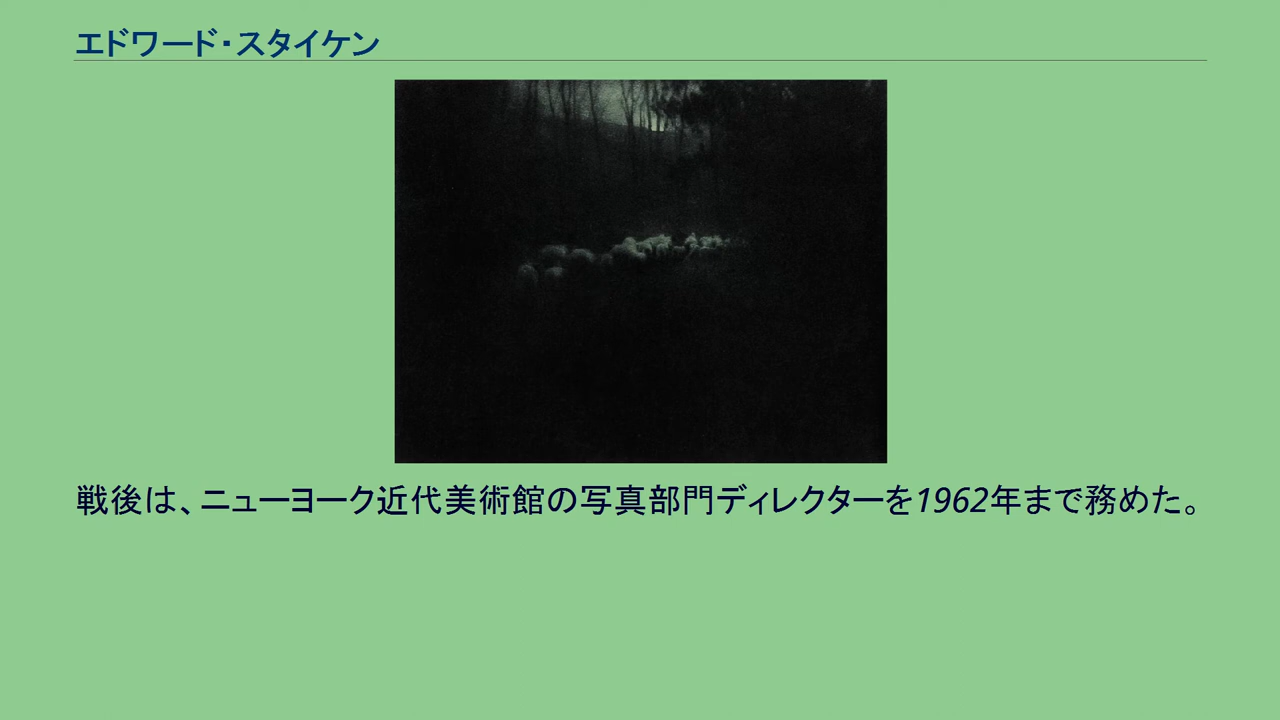 エドワード・スタイケン
戦後は、ニューヨーク近代美術館の写真部門ディレクターを1962年まで務めた。